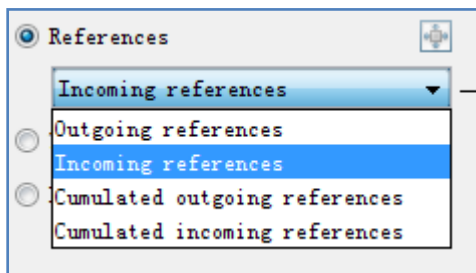 References
Incoming references
Outgoing references
Incoming references
Cumulated outgoing references
Cumulated incoming references